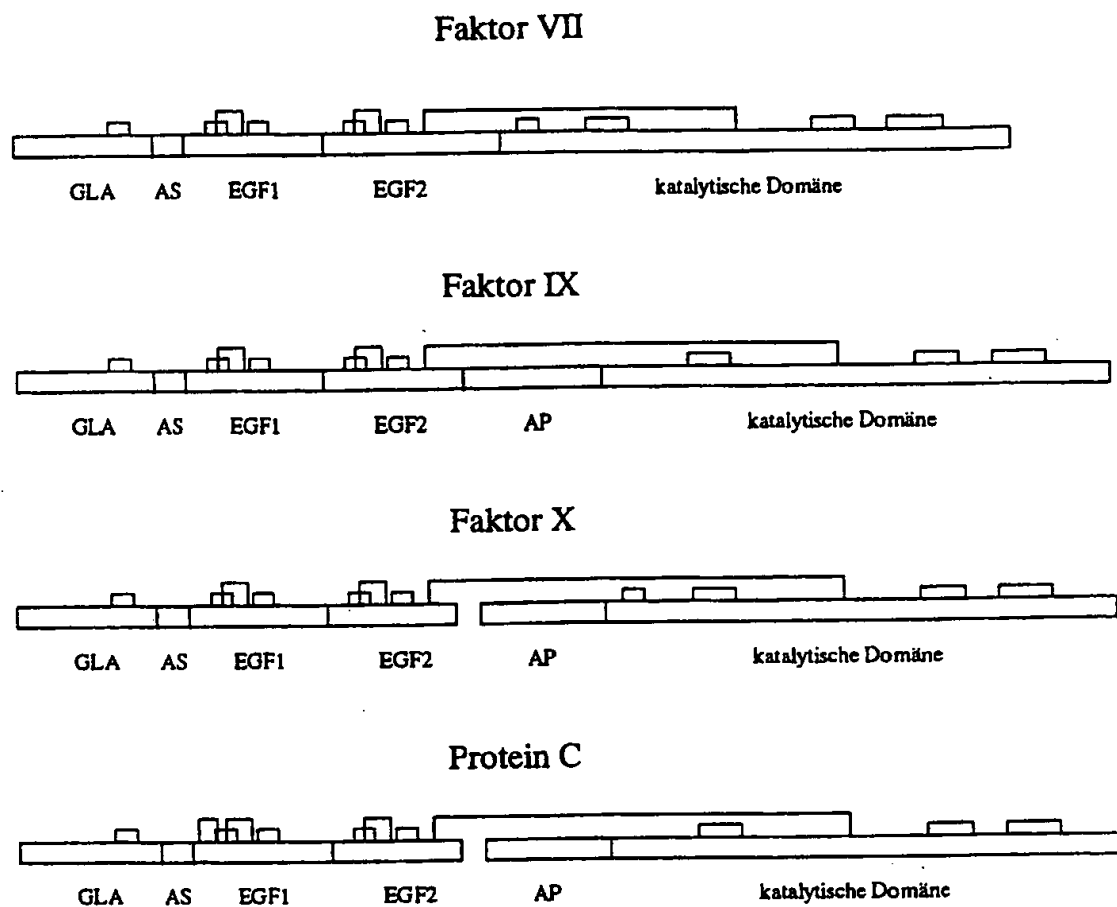 Faktor VII
GLA AS EGF1 EGF2 katalytische Domäne
Faktor IX
GLA AS EGF1 EGF2 AP katalytische Domäne
Faktor X
GLA AS EGF1 EGF2 AP katalytische Domäne
Protein C
GLA AS EGF1 EGF2 AP katalytische Domäne